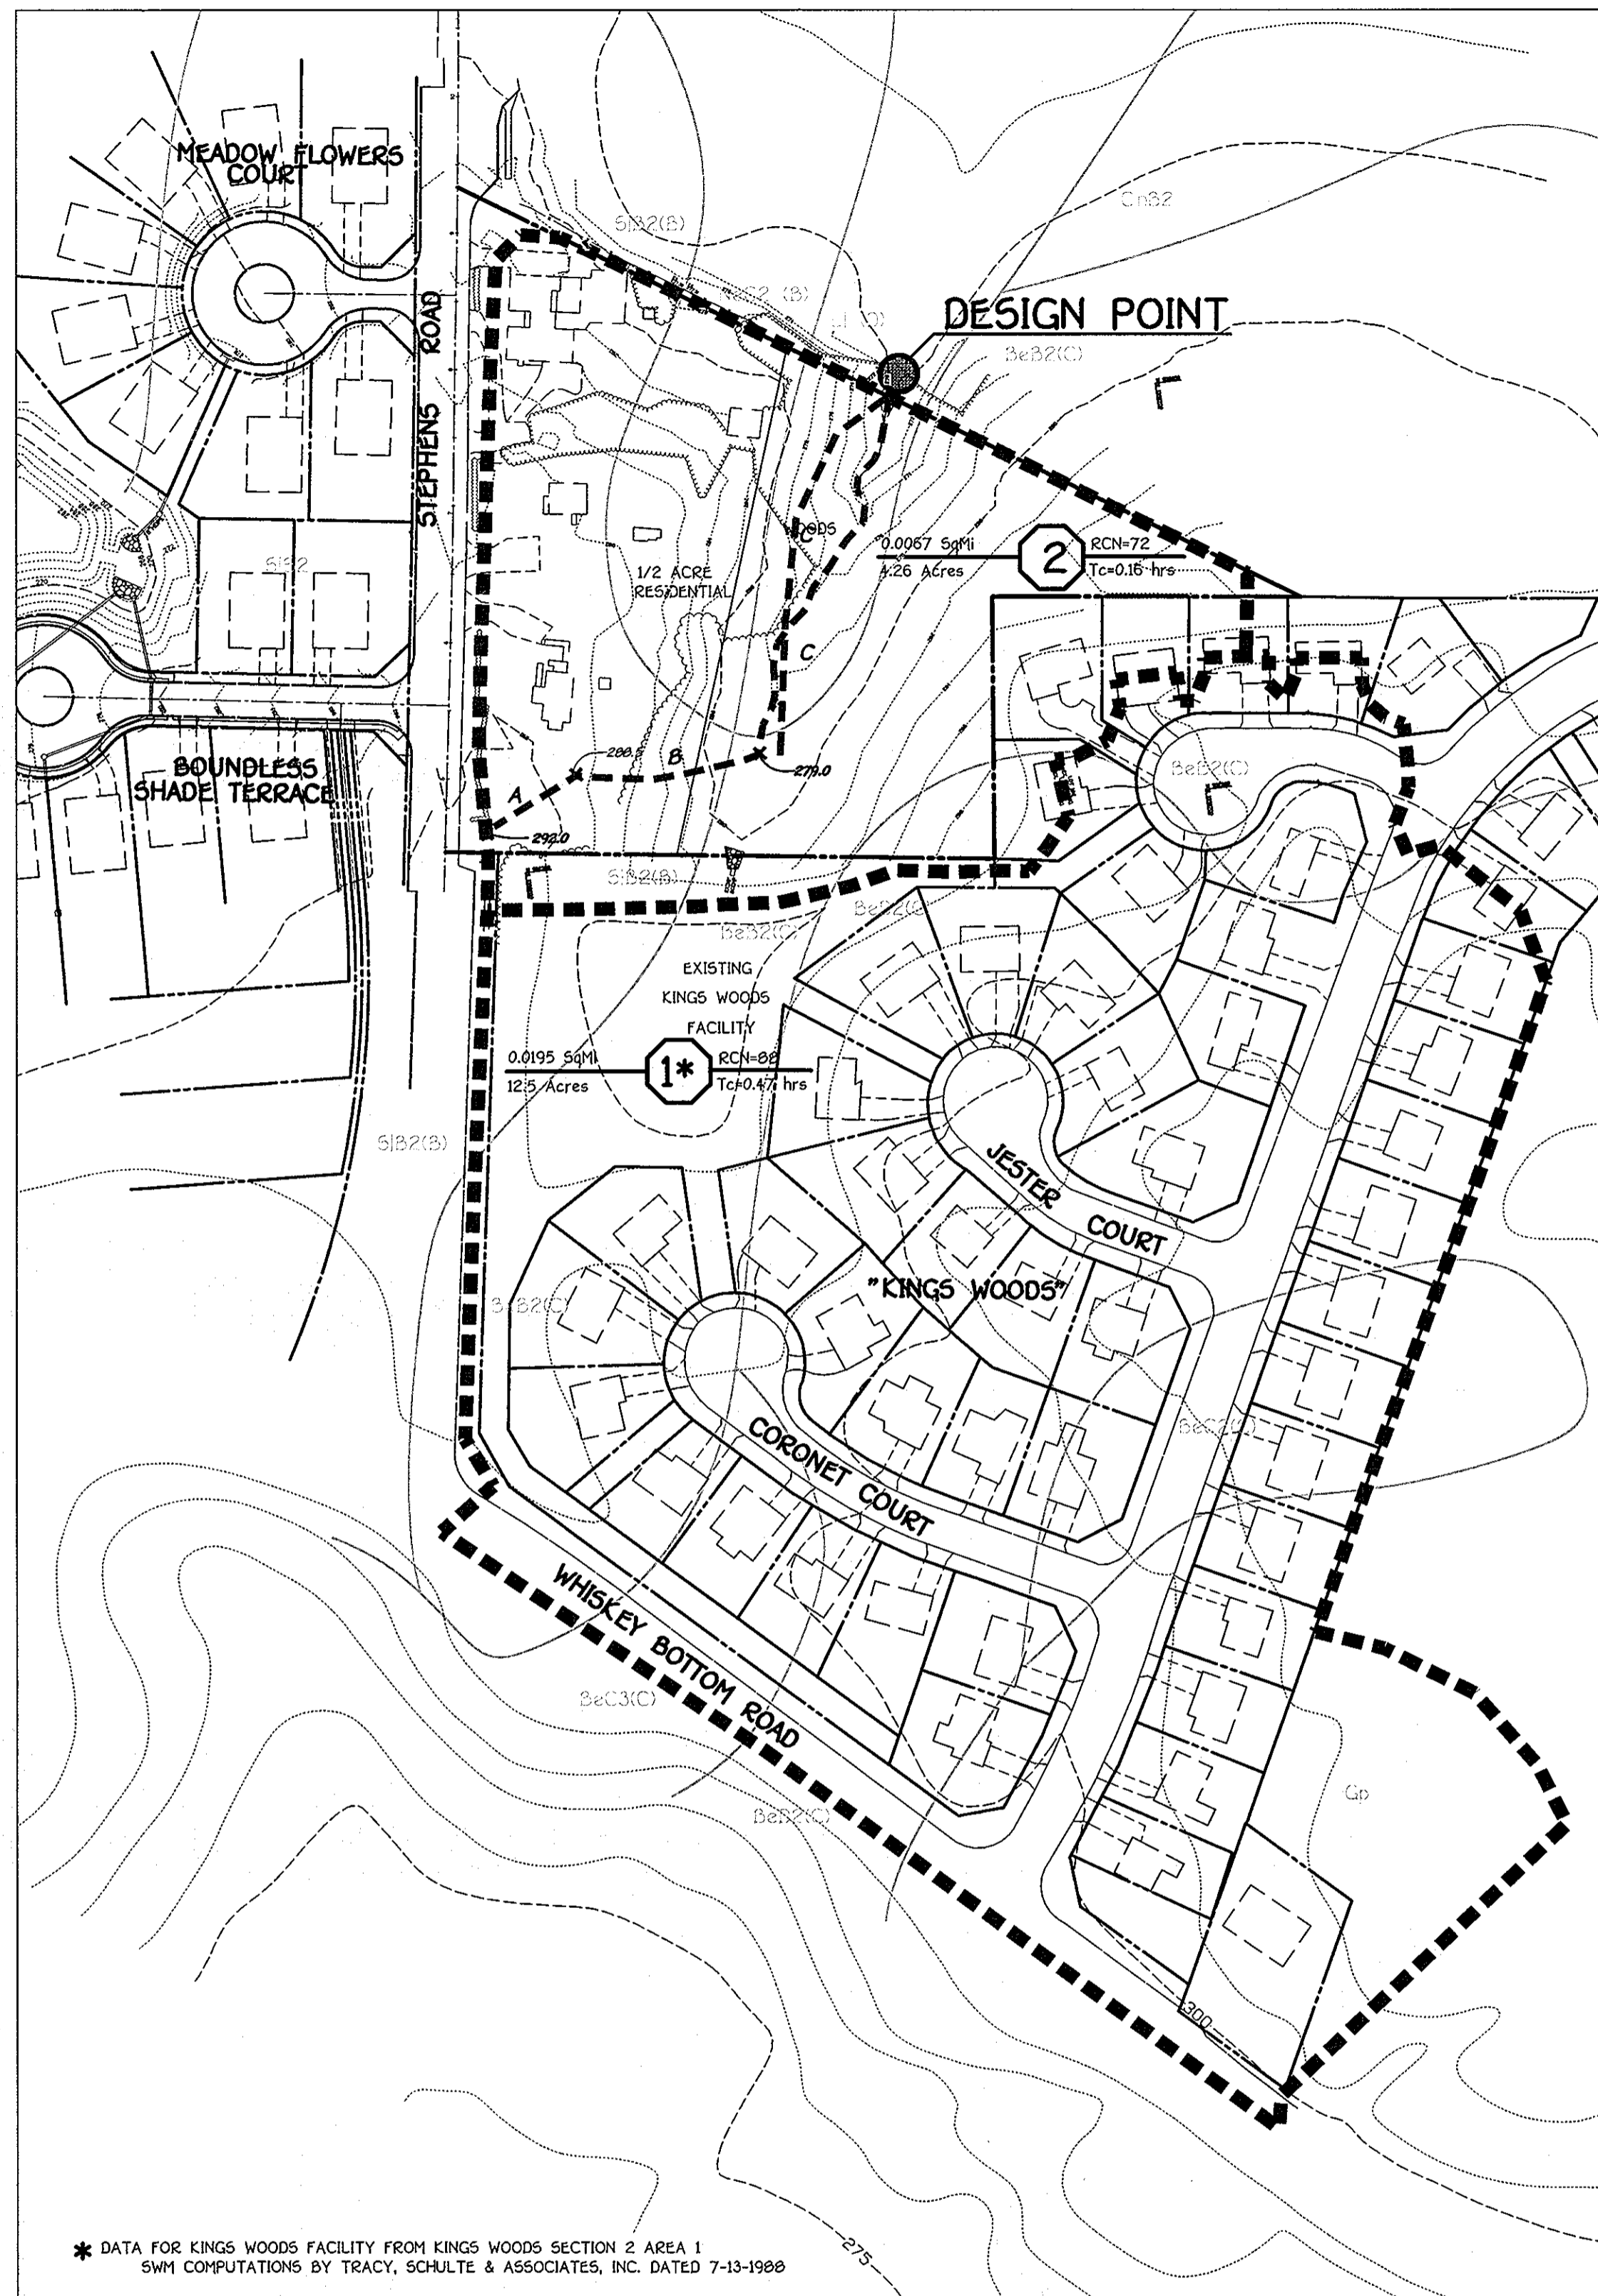 MEADOW FLOWERS
COURT
CnB2
SlB2(B)
DESIGN POINT
BeB2(C)
STEPHENS ROAD
SlB2
WOODS
C
0.0067 SqMi
4.26 Acres
2
RCN=72
Tc=0.16 hrs
1/2 ACRE
RESIDENTIAL
C
B
279.0
A
292.0
BeB2(C)
BOUNDLESS
SHADE TERRACE
SlB2(B)
BeB2(C)
BeB2(C)
EXISTING
KINGS WOODS
FACILITY
0.0195 SqMi
12.5 Acres
1*
RCN=88
Tc=0.47 hrs
SlB2(B)
JESTER COURT
"KINGS WOODS"
BeB2(C)
CORONET COURT
WHISKEY BOTTOM ROAD
BeC3(C)
BeB2(C)
Gp
300
275
* DATA FOR KINGS WOODS FACILITY FROM KINGS WOODS SECTION 2 AREA 1
SWM COMPUTATIONS BY TRACY, SCHULTE & ASSOCIATES, INC. DATED 7-13-1988